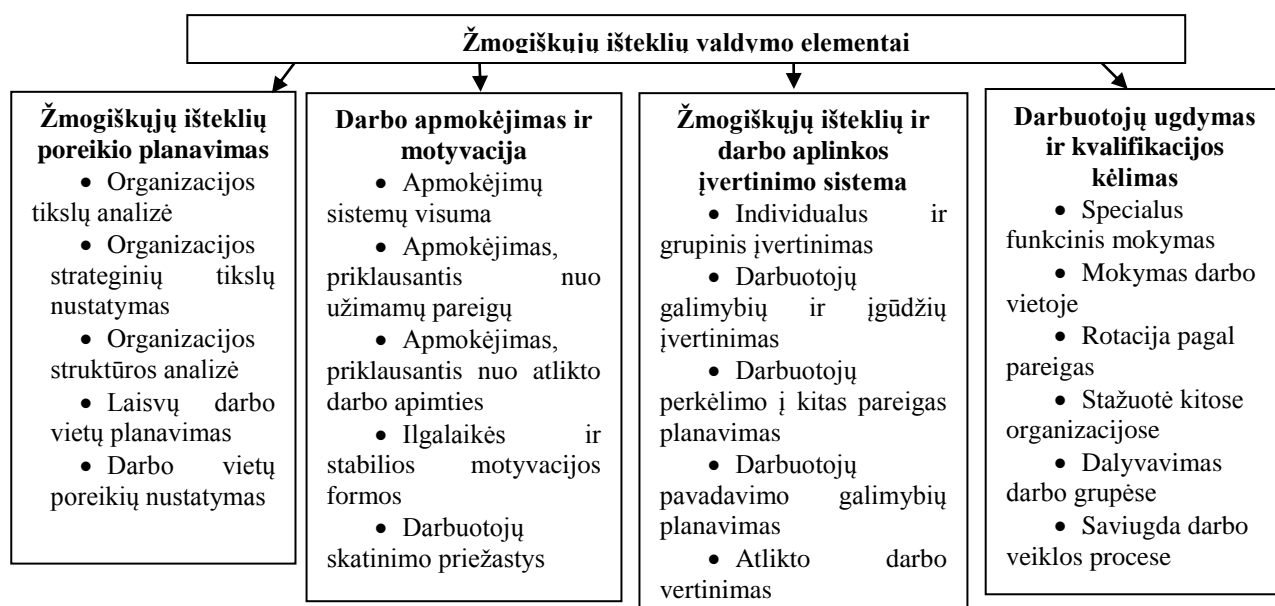 Žmogiškųjų išteklių valdymo elementai
Žmogiškųjų išteklių
poreikio planavimas
• Organizacijos
tikslų analizė
• Organizacijos
strateginių tikslų
nustatymas
• Organizacijos
struktūros analizė
• Laisvų darbo
vietų planavimas
• Darbo vietų
poreikių nustatymas
Darbo apmokėjimas ir
motyvacija
• Apmokėjimų
sistemų visuma
• Apmokėjimas,
priklausantis nuo
užimamų pareigų
• Apmokėjimas,
priklausantis nuo atlikto
darbo apimties
• Ilgalaikės ir
stabilios motyvacijos
formos
• Darbuotojų
skatinimo priežastys
Žmogiškųjų išteklių ir
darbo aplinkos
įvertinimo sistema
• Individualus ir
grupinis įvertinimas
• Darbuotojų
galimybių ir įgūdžių
įvertinimas
• Darbuotojų
perkėlimo į kitas pareigas
planavimas
• Darbuotojų
pavadavimo galimybių
planavimas
• Atlikto darbo
vertinimas
Darbuotojų ugdymas
ir kvalifikacijos
kėlimas
• Specialus
funkcinis mokymas
• Mokymas darbo
vietoje
• Rotacija pagal
pareigas
• Stažuotė kitose
organizacijose
• Dalyvavimas
darbo grupėse
• Saviugda darbo
veiklos procese